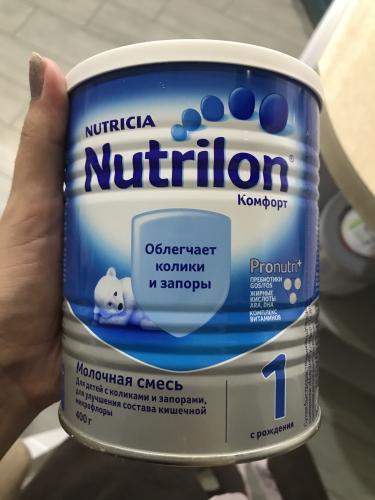 NUTRICIA
Nutrilon®
Комфорт
Облегчает
колики
и запоры
Pronutri+
ПРЕБИОТИКИ
GOS/FOS
ЖИРНЫЕ
КИСЛОТЫ
ARA, DHA
КОМПЛЕКС
ВИТАМИНОВ
Молочная смесь
Для детей с коликами и запорами,
для улучшения состава кишечной
микрофлоры
400 г
1
с рождения